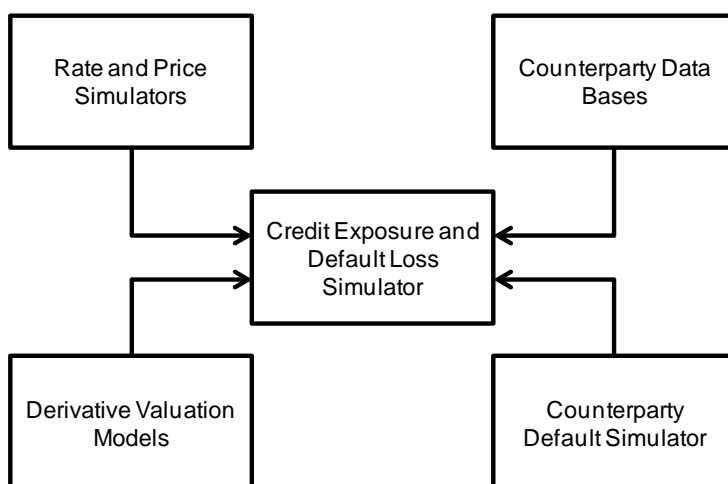 Rate and Price
Simulators
Counterparty Data
Bases
Credit Exposure and
Default Loss
Simulator
Derivative Valuation
Models
Counterparty
Default Simulator